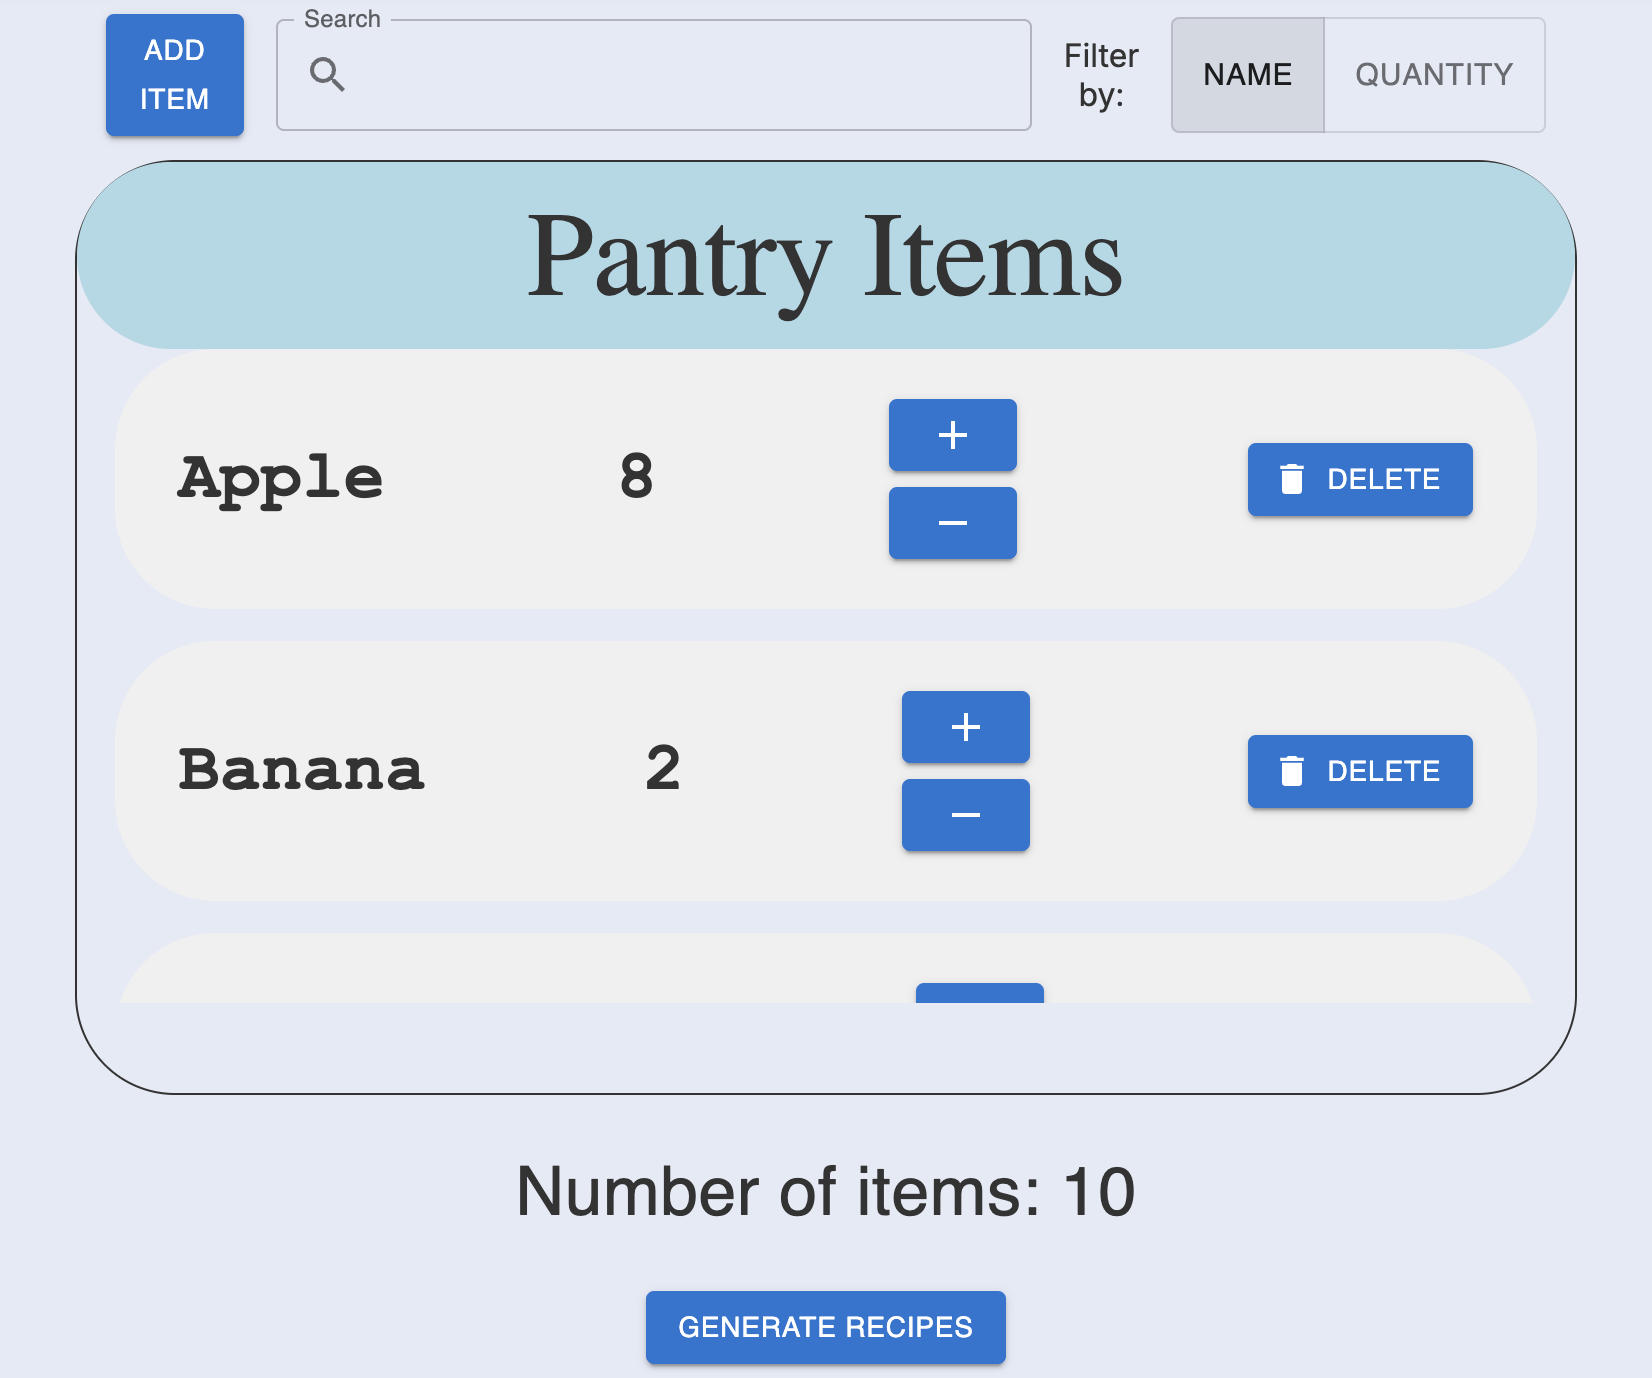 ADD
ITEM
Search
Filter
by:
NAME
QUANTITY
Pantry Items
Apple 8 + − DELETE
Banana 2 + − DELETE
Number of items: 10
GENERATE RECIPES